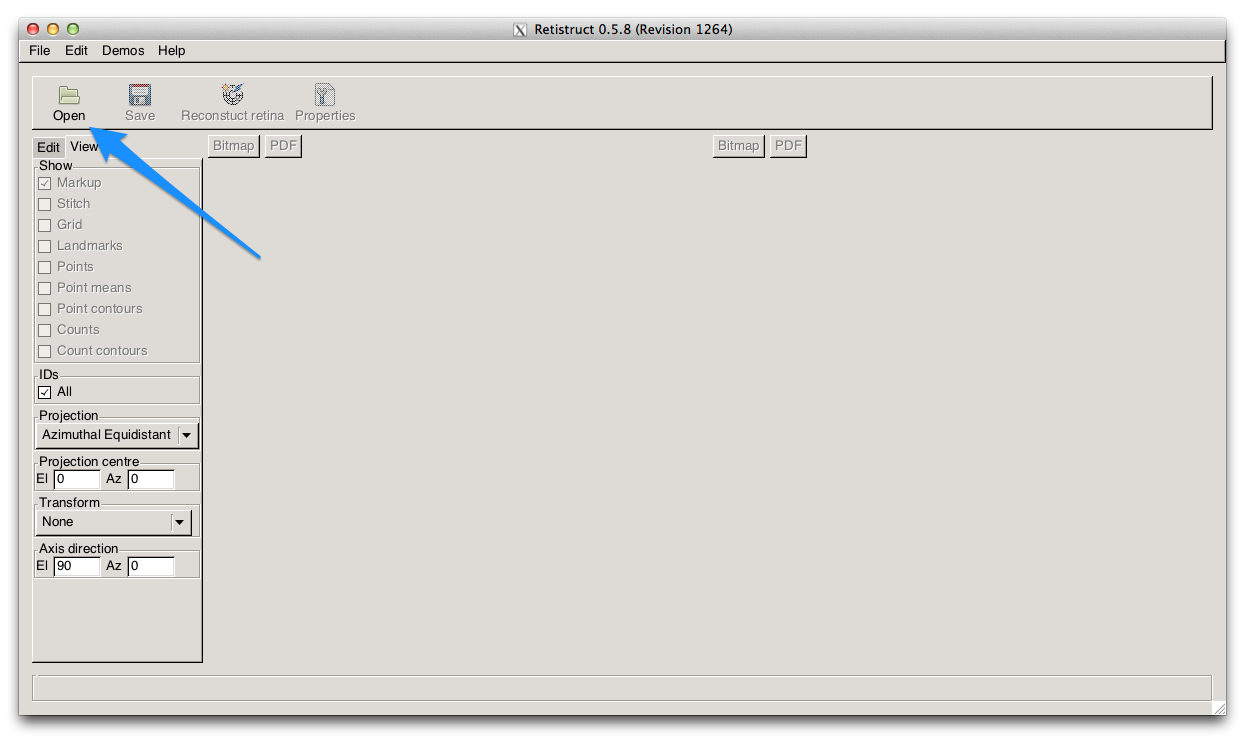 Retistruct 0.5.8 (Revision 1264)
File Edit Demos Help
Open Save Reconstuct retina Properties
Edit View Bitmap PDF Bitmap PDF
Show
Markup
Stitch
Grid
Landmarks
Points
Point means
Point contours
Counts
Count contours
IDs
All
Projection
Azimuthal Equidistant
Projection centre
El 0 Az 0
Transform
None
Axis direction
El 90 Az 0